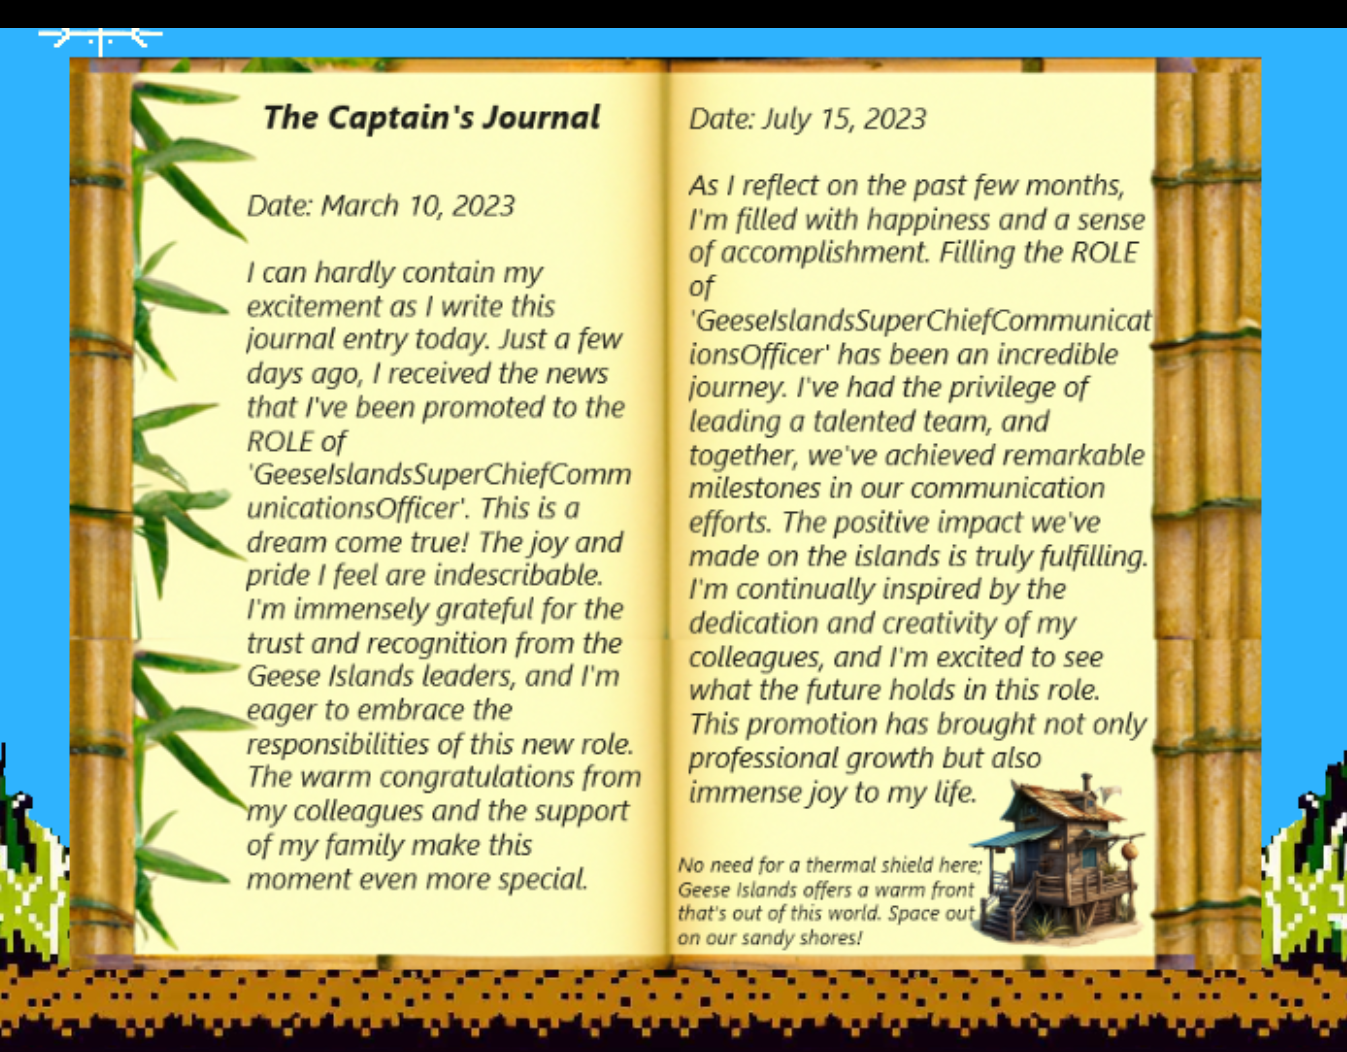 The Captain's Journal
Date: March 10, 2023
I can hardly contain my
excitement as I write this
journal entry today. Just a few
days ago, I received the news
that I've been promoted to the
ROLE of
'GeeseIslandsSuperChiefComm
unicationsOfficer'. This is a
dream come true! The joy and
pride I feel are indescribable.
I'm immensely grateful for the
trust and recognition from the
Geese Islands leaders, and I'm
eager to embrace the
responsibilities of this new role.
The warm congratulations from
my colleagues and the support
of my family make this
moment even more special.
Date: July 15, 2023
As I reflect on the past few months,
I'm filled with happiness and a sense
of accomplishment. Filling the ROLE
of
'GeeseIslandsSuperChiefCommunicat
ionsOfficer' has been an incredible
journey. I've had the privilege of
leading a talented team, and
together, we've achieved remarkable
milestones in our communication
efforts. The positive impact we've
made on the islands is truly fulfilling.
I'm continually inspired by the
dedication and creativity of my
colleagues, and I'm excited to see
what the future holds in this role.
This promotion has brought not only
professional growth but also
immense joy to my life.
No need for a thermal shield here;
Geese Islands offers a warm front
that's out of this world. Space out
on our sandy shores!